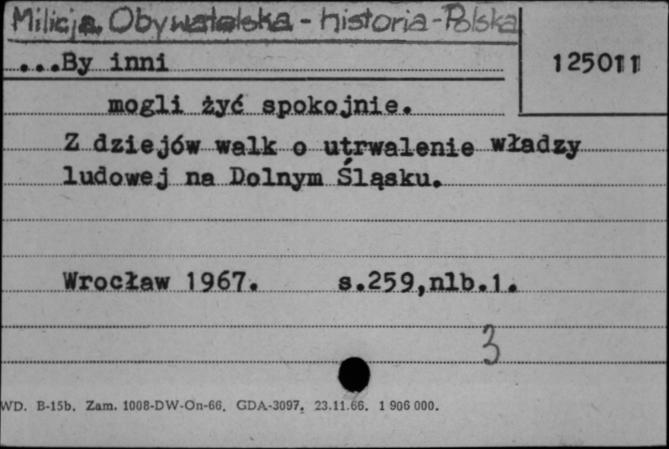 Milicja Obywatelska - historia - Polska
...By inni
125011
mogli żyć spokojnie.
Z dziejów walk o utrwalenie władzy
ludowej na Dolnym Śląsku.
Wrocław 1967. s.259,nlb.1.
3
WD. B-15b. Zam. 1008-DW-On-66. GDA-3097. 23.11.66. 1 906 000.